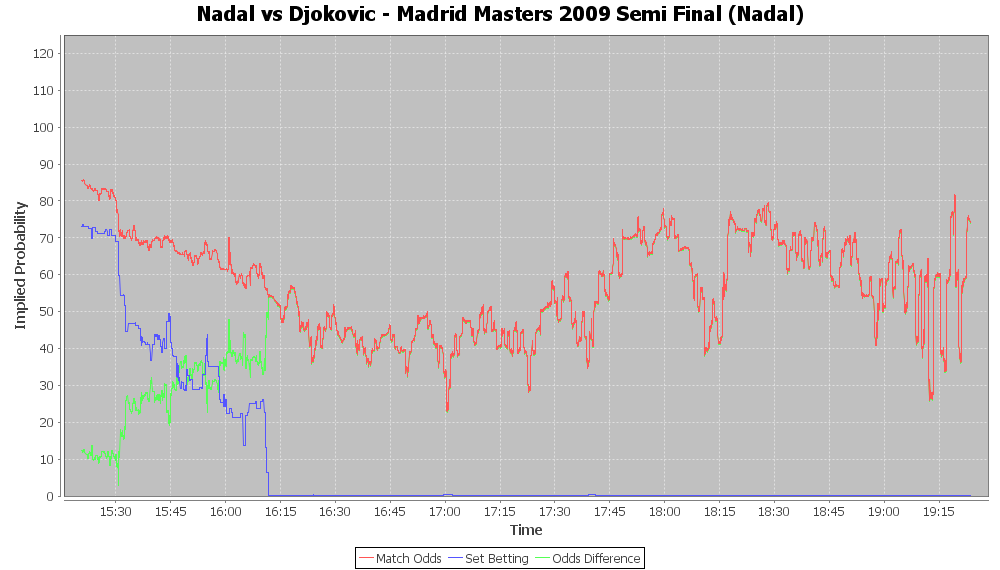 Nadal vs Djokovic - Madrid Masters 2009 Semi Final (Nadal)
Implied Probability
120
110
100
90
80
70
60
50
40
30
20
10
0
15:30 15:45 16:00 16:15 16:30 16:45 17:00 17:15 17:30 17:45 18:00 18:15 18:30 18:45 19:00 19:15
Time
Match Odds Set Betting Odds Difference